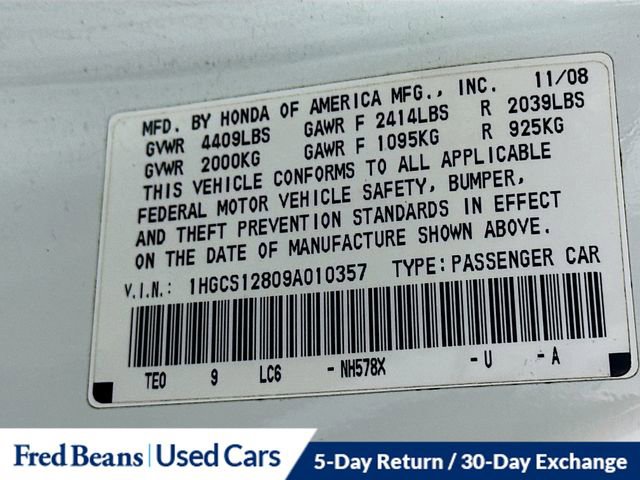 MFD. BY HONDA OF AMERICA MFG., INC. 11/08
GVWR 4409LBS GAWR F 2414LBS R 2039LBS
GVWR 2000KG GAWR F 1095KG R 925KG
THIS VEHICLE CONFORMS TO ALL APPLICABLE
FEDERAL MOTOR VEHICLE SAFETY, BUMPER,
AND THEFT PREVENTION STANDARDS IN EFFECT
ON THE DATE OF MANUFACTURE SHOWN ABOVE.
V.I.N.: 1HGCS12809A010357 TYPE: PASSENGER CAR
TE0 9 LC6 - NH578X - U - A
Fred Beans | Used Cars 5-Day Return / 30-Day Exchange